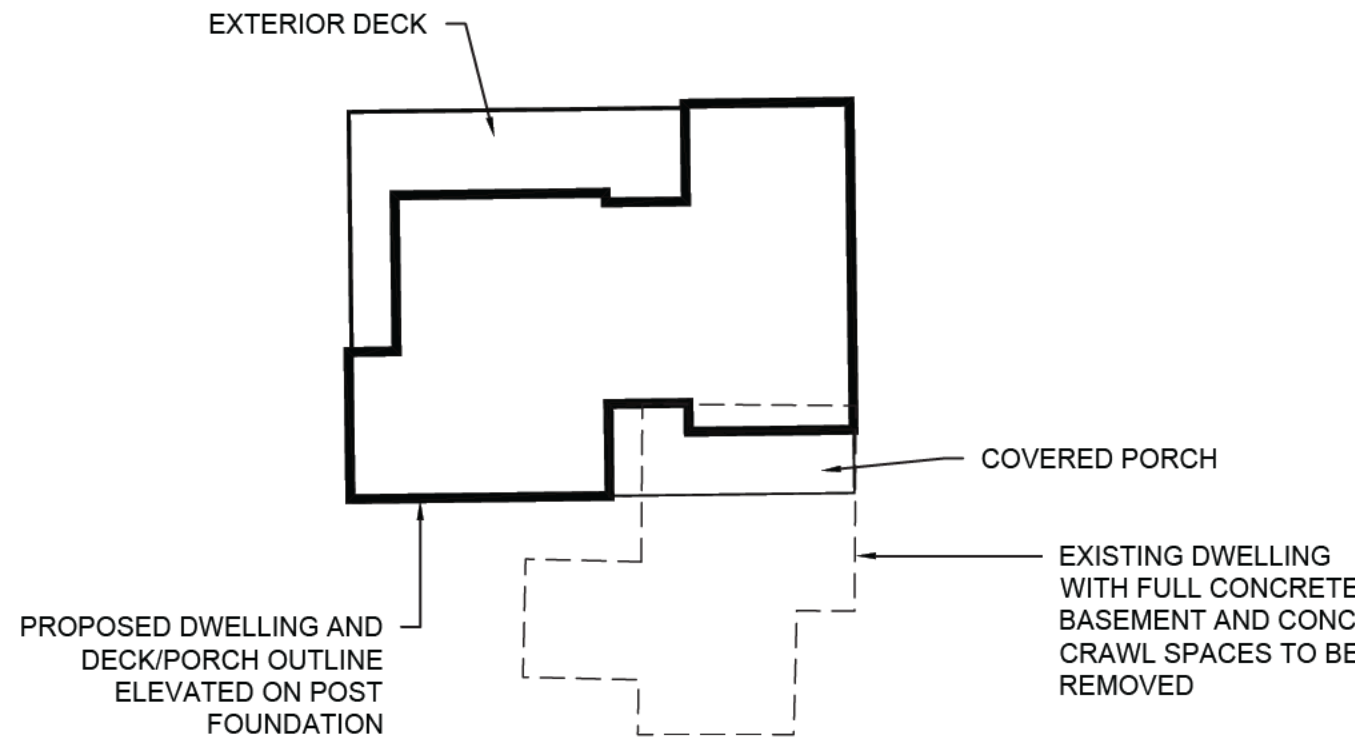 EXTERIOR DECK
COVERED PORCH
EXISTING DWELLING
WITH FULL CONCRETE
BASEMENT AND CONC
CRAWL SPACES TO BE
REMOVED
PROPOSED DWELLING AND
DECK/PORCH OUTLINE
ELEVATED ON POST
FOUNDATION